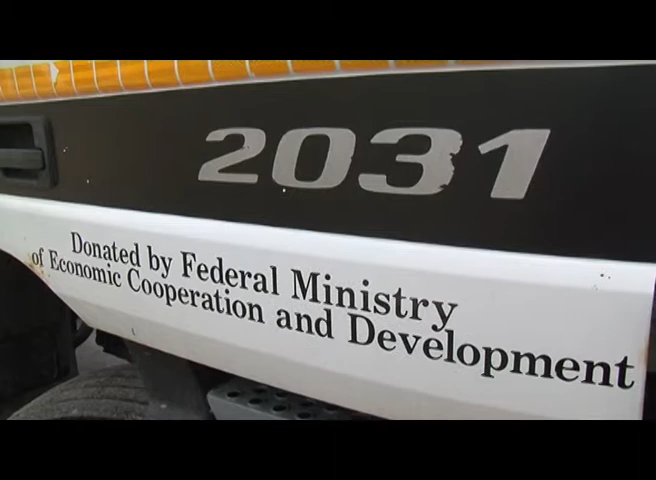 2031
Donated by Federal Ministry
of Economic Cooperation and Development